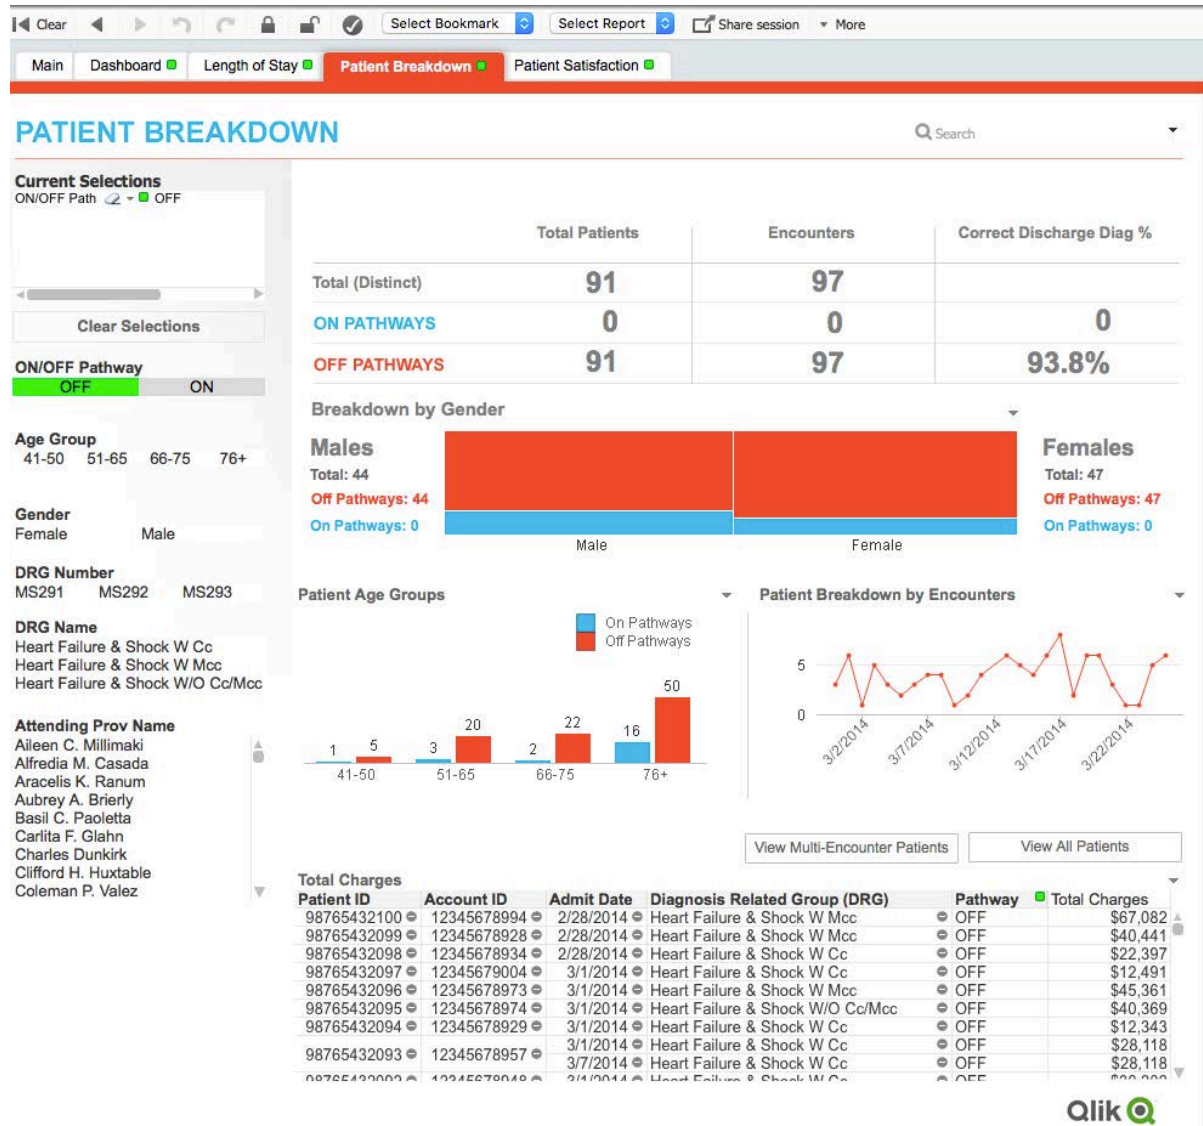 Clear Select Bookmark Select Report Share session More
Main Dashboard Length of Stay Patient Breakdown Patient Satisfaction
PATIENT BREAKDOWN
Search
Current Selections
ON/OFF Path OFF
Clear Selections
ON/OFF Pathway
OFF ON
Age Group
41-50 51-65 66-75 76+
Gender
Female Male
DRG Number
MS291 MS292 MS293
DRG Name
Heart Failure & Shock W Cc
Heart Failure & Shock W Mcc
Heart Failure & Shock W/O Cc/Mcc
Attending Prov Name
Aileen C. Millimaki
Alfredia M. Casada
Aracelis K. Ranum
Aubrey A. Brierly
Basil C. Paoletta
Carlita F. Glahn
Charles Dunkirk
Clifford H. Huxtable
Coleman P. Valez
Total Patients Encounters Correct Discharge Diag %
Total (Distinct) 91 97
ON PATHWAYS 0 0 0
OFF PATHWAYS 91 97 93.8%
Breakdown by Gender
Males
Total: 44
Off Pathways: 44
On Pathways: 0
Male Female
Females
Total: 47
Off Pathways: 47
On Pathways: 0
Patient Age Groups
On Pathways
Off Pathways
1 5 3 20 2 22 16 50
41-50 51-65 66-75 76+
Patient Breakdown by Encounters
5
0
3/2/2014 3/7/2014 3/12/2014 3/17/2014 3/22/2014
View Multi-Encounter Patients View All Patients
Total Charges
Patient ID Account ID Admit Date Diagnosis Related Group (DRG) Pathway Total Charges
98765432100 12345678994 2/28/2014 Heart Failure & Shock W Mcc OFF $67,082
98765432099 12345678928 2/28/2014 Heart Failure & Shock W Mcc OFF $40,441
98765432098 12345678934 2/28/2014 Heart Failure & Shock W Cc OFF $22,397
98765432097 12345679004 3/1/2014 Heart Failure & Shock W Cc OFF $12,491
98765432096 12345678973 3/1/2014 Heart Failure & Shock W Mcc OFF $45,361
98765432095 12345678974 3/1/2014 Heart Failure & Shock W/O Cc/Mcc OFF $40,369
98765432094 12345678929 3/1/2014 Heart Failure & Shock W Cc OFF $12,343
98765432093 12345678957 3/1/2014 Heart Failure & Shock W Cc OFF $28,118
3/7/2014 Heart Failure & Shock W Cc OFF $28,118
98765432092 12345678948 3/1/2014 Heart Failure & Shock W Cc OFF
Qlik